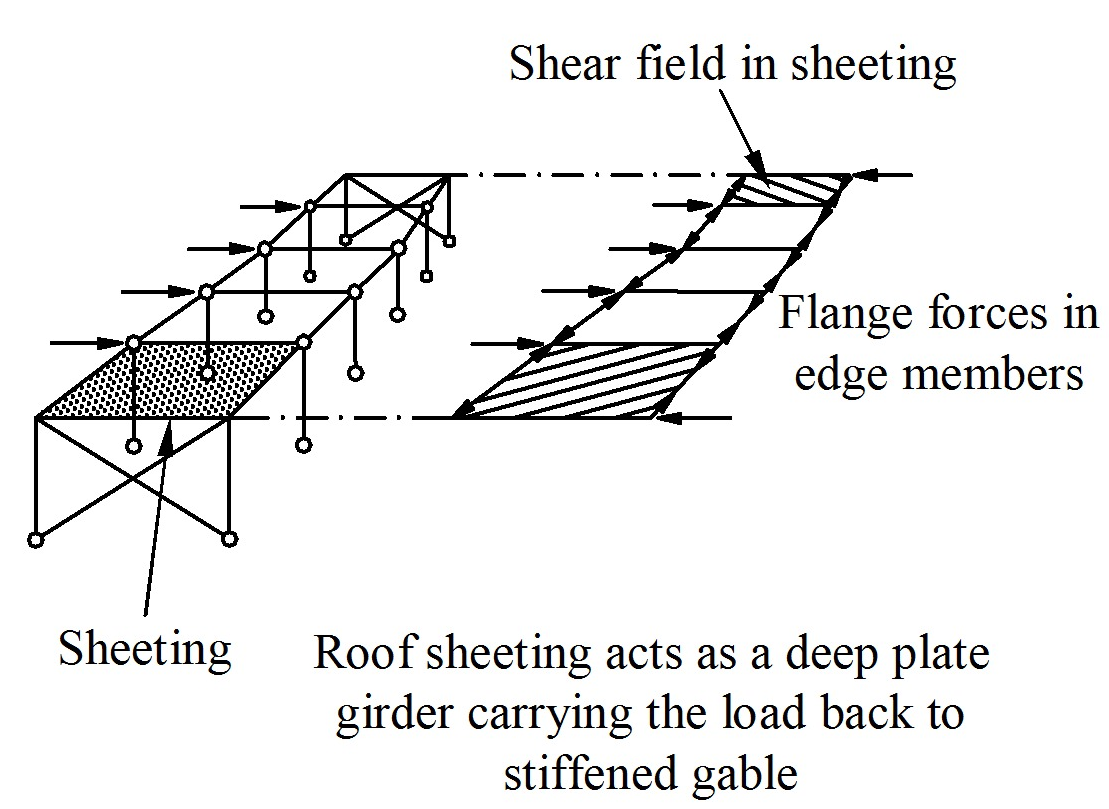 Shear field in sheeting
Flange forces in
edge members
Sheeting
Roof sheeting acts as a deep plate
girder carrying the load back to
stiffened gable